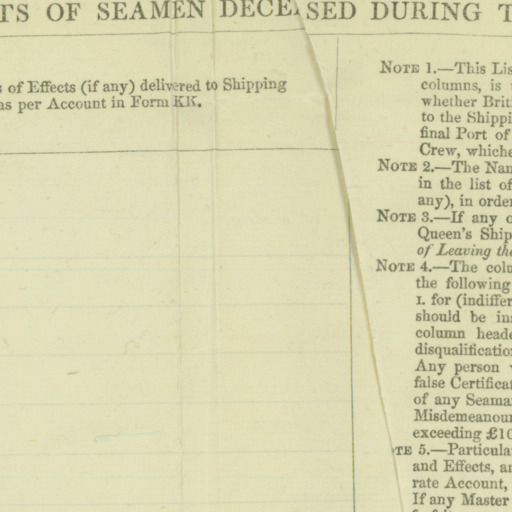 TS OF SEAMEN DECEASED DURING T
s of Effects (if any) delivered to Shipping
as per Account in Form KK.
NOTE 1.—This Lis
columns, is
whether Brit
to the Shippi
final Port of
Crew, whiche
NOTE 2.—The Nam
in the list of
any), in order
NOTE 3.—If any o
Queen's Ship
of Leaving the
NOTE 4.—The colu
the following
1. for (indiffer
should be ins
column heade
disqualificatio
Any person
false Certificat
of any Seama
Misdemeanour
exceeding £10
TE 5.—Particula
and Effects, an
rate Account,
If any Master